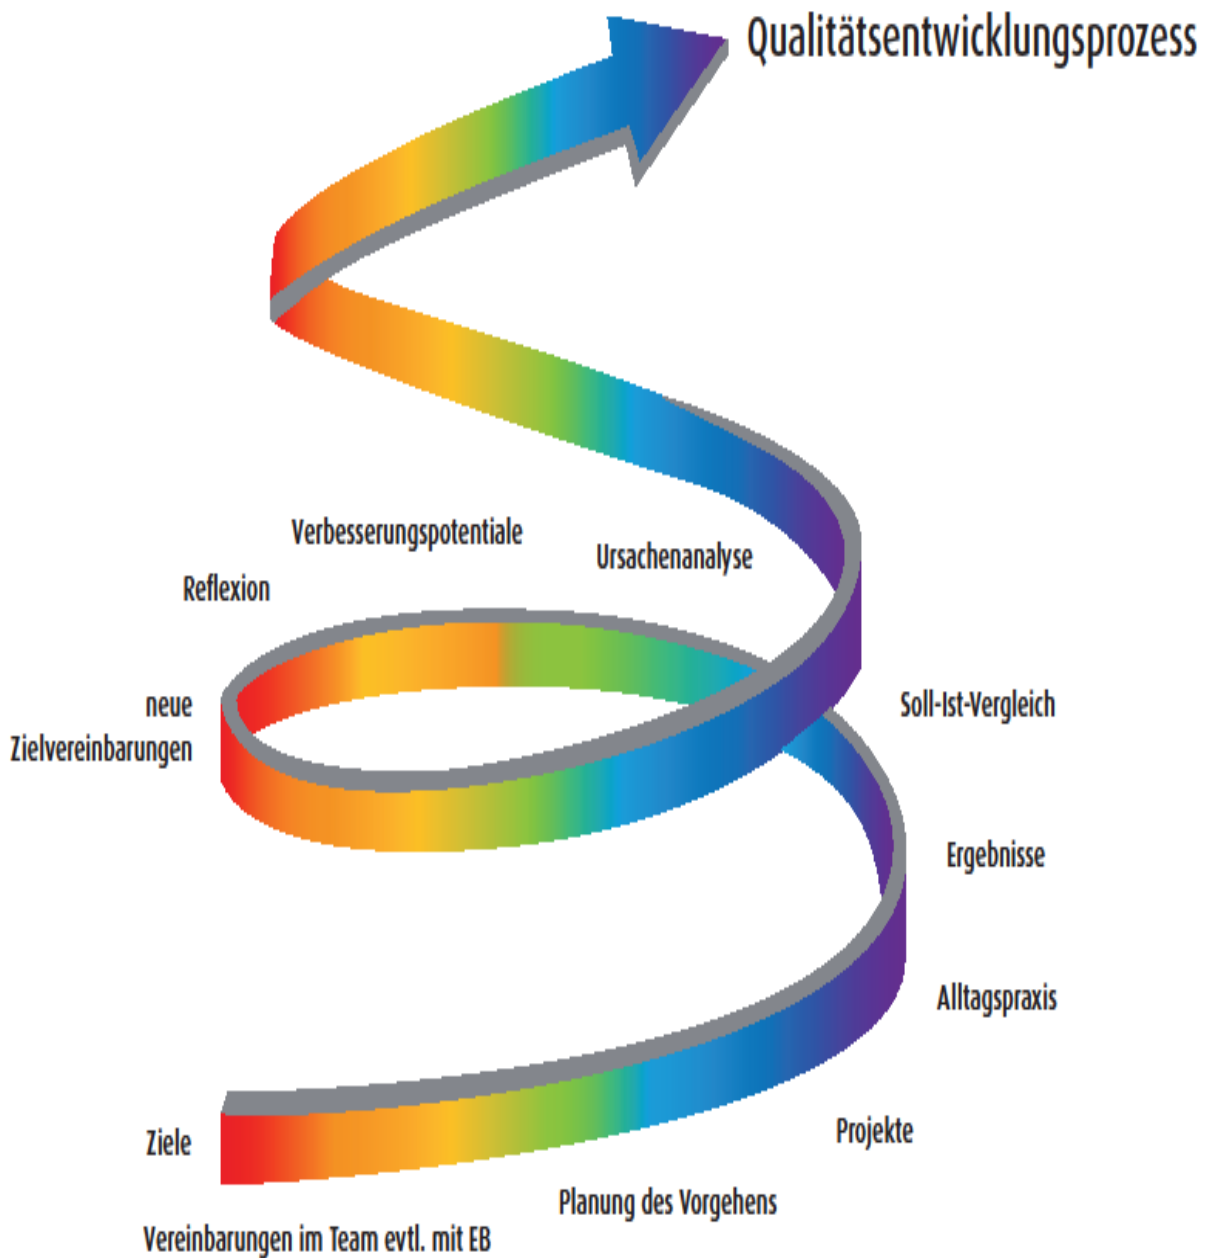 Qualitätsentwicklungsprozess
Verbesserungspotentiale
Ursachenanalyse
Reflexion
neue
Zielvereinbarungen
Soll-Ist-Vergleich
Ergebnisse
Alltagspraxis
Projekte
Ziele
Planung des Vorgehens
Vereinbarungen im Team evtl. mit EB